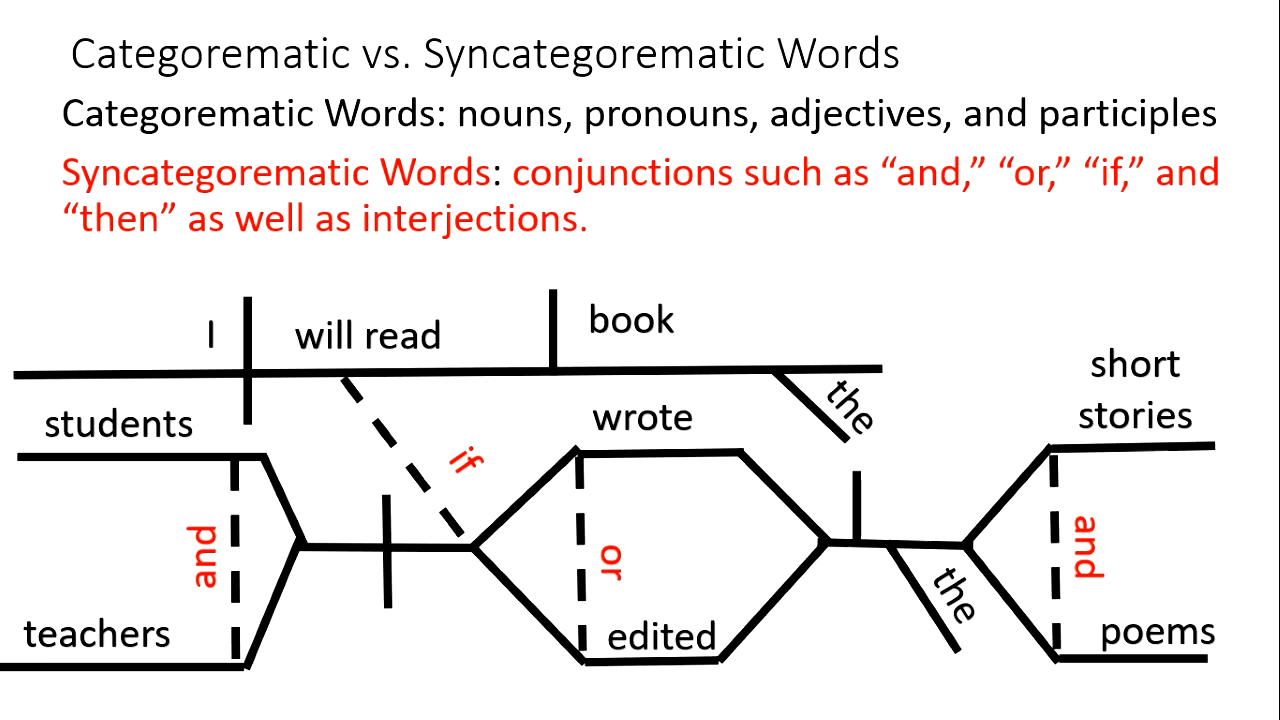 Categorematic vs. Syncategorematic Words
Categorematic Words: nouns, pronouns, adjectives, and participles
Syncategorematic Words: conjunctions such as “and,” “or,” “if,” and
“then” as well as interjections.
I
will read
book
the
students
and
teachers
if
wrote
or
edited
the
short
stories
and
poems